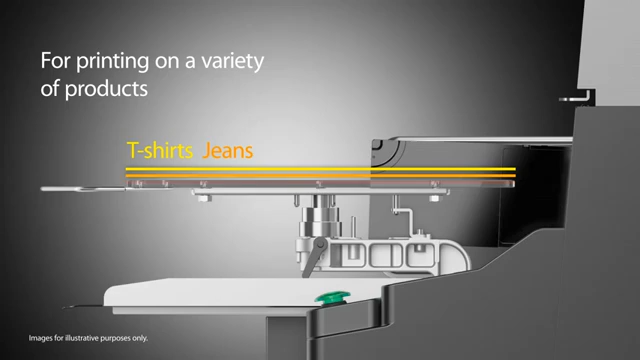 For printing on a variety
of products
T-shirts Jeans
Images for illustrative purposes only.